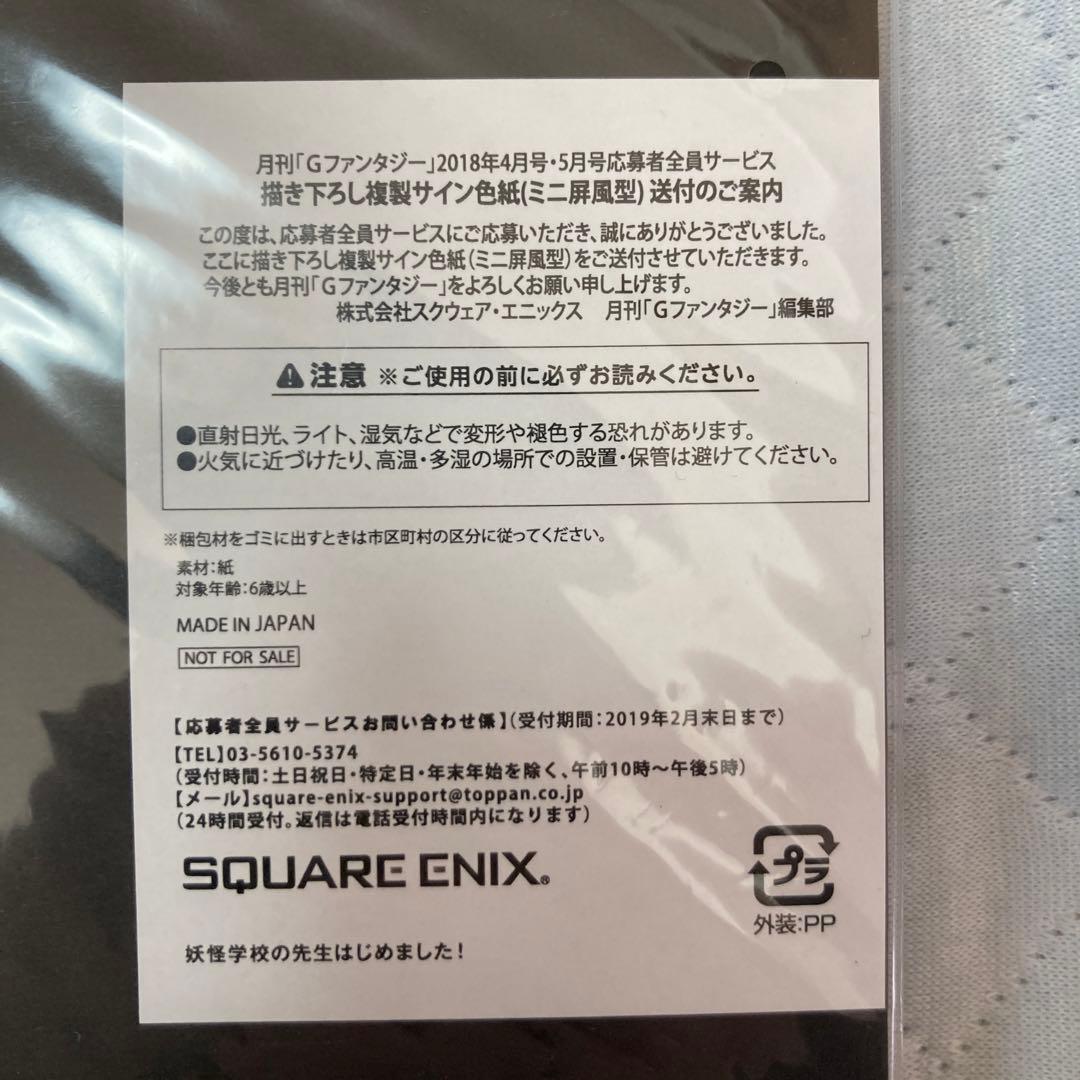 月刊「Gファンタジー」2018年4月号・5月号応募者全員サービス
描き下ろし複製サイン色紙(ミニ屏風型) 送付のご案内
この度は、応募者全員サービスにご応募いただき、誠にありがとうございました。
ここに描き下ろし複製サイン色紙(ミニ屏風型)をご送付させていただきます。
今後とも月刊「Gファンタジー」をよろしくお願い申し上げます。
株式会社スクウェア・エニックス 月刊「Gファンタジー」編集部
注意 ※ご使用の前に必ずお読みください。
●直射日光、ライト、湿気などで変形や褪色する恐れがあります。
●火気に近づけたり、高温・多湿の場所での設置・保管は避けてください。
※梱包材をゴミに出すときは市区町村の区分に従ってください。
素材:紙
対象年齢:6歳以上
MADE IN JAPAN
NOT FOR SALE
【応募者全員サービスお問い合わせ係】(受付期間:2019年2月末日まで)
【TEL】03-5610-5374
(受付時間:土日祝日・特定日・年末年始を除く、午前10時〜午後5時)
【メール】square-enix-support@toppan.co.jp
(24時間受付。返信は電話受付時間内になります)
SQUARE ENIX®
プラ
外装:PP
妖怪学校の先生はじめました!